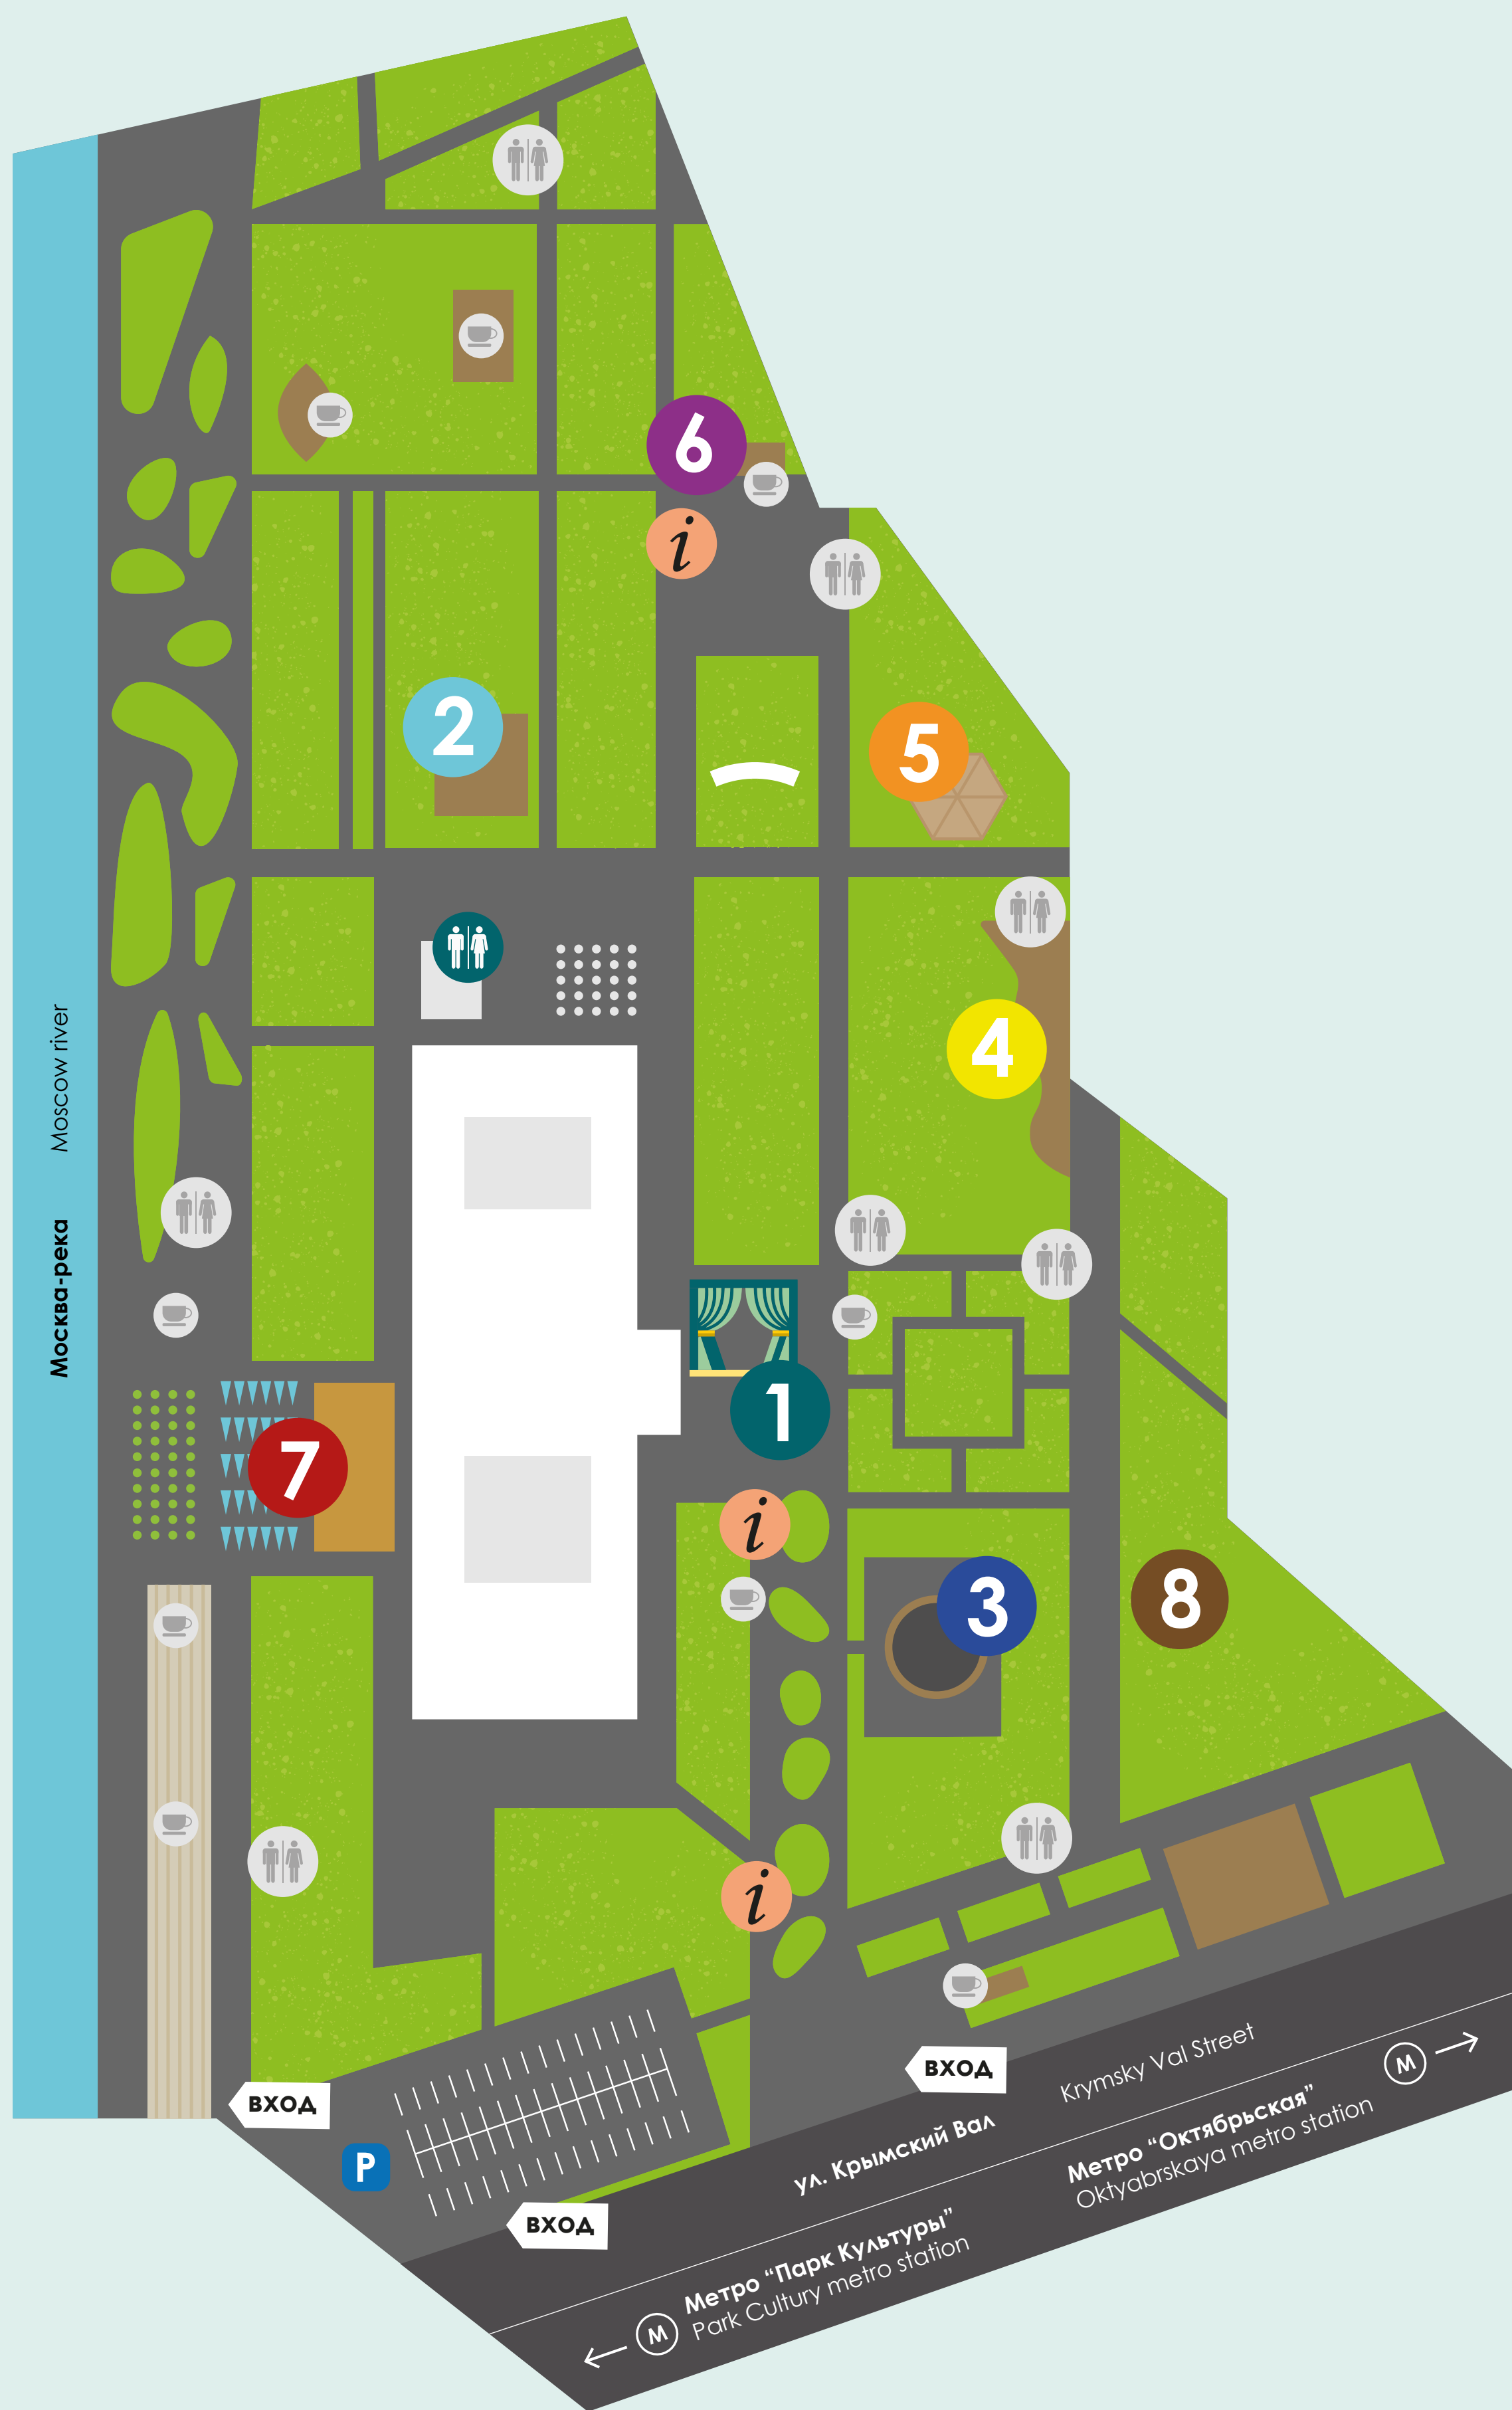 6
i
2
5
4
Moscow river
Москва-река
1
7
i
3
8
i
ВХОД
ВХОД
P
ВХОД
Krymsky Val Street
ул. Крымский Вал
М
Метро “Октябрьская”
Oktyabrskaya metro station
Метро “Парк Культуры”
Park Cultury metro station
М